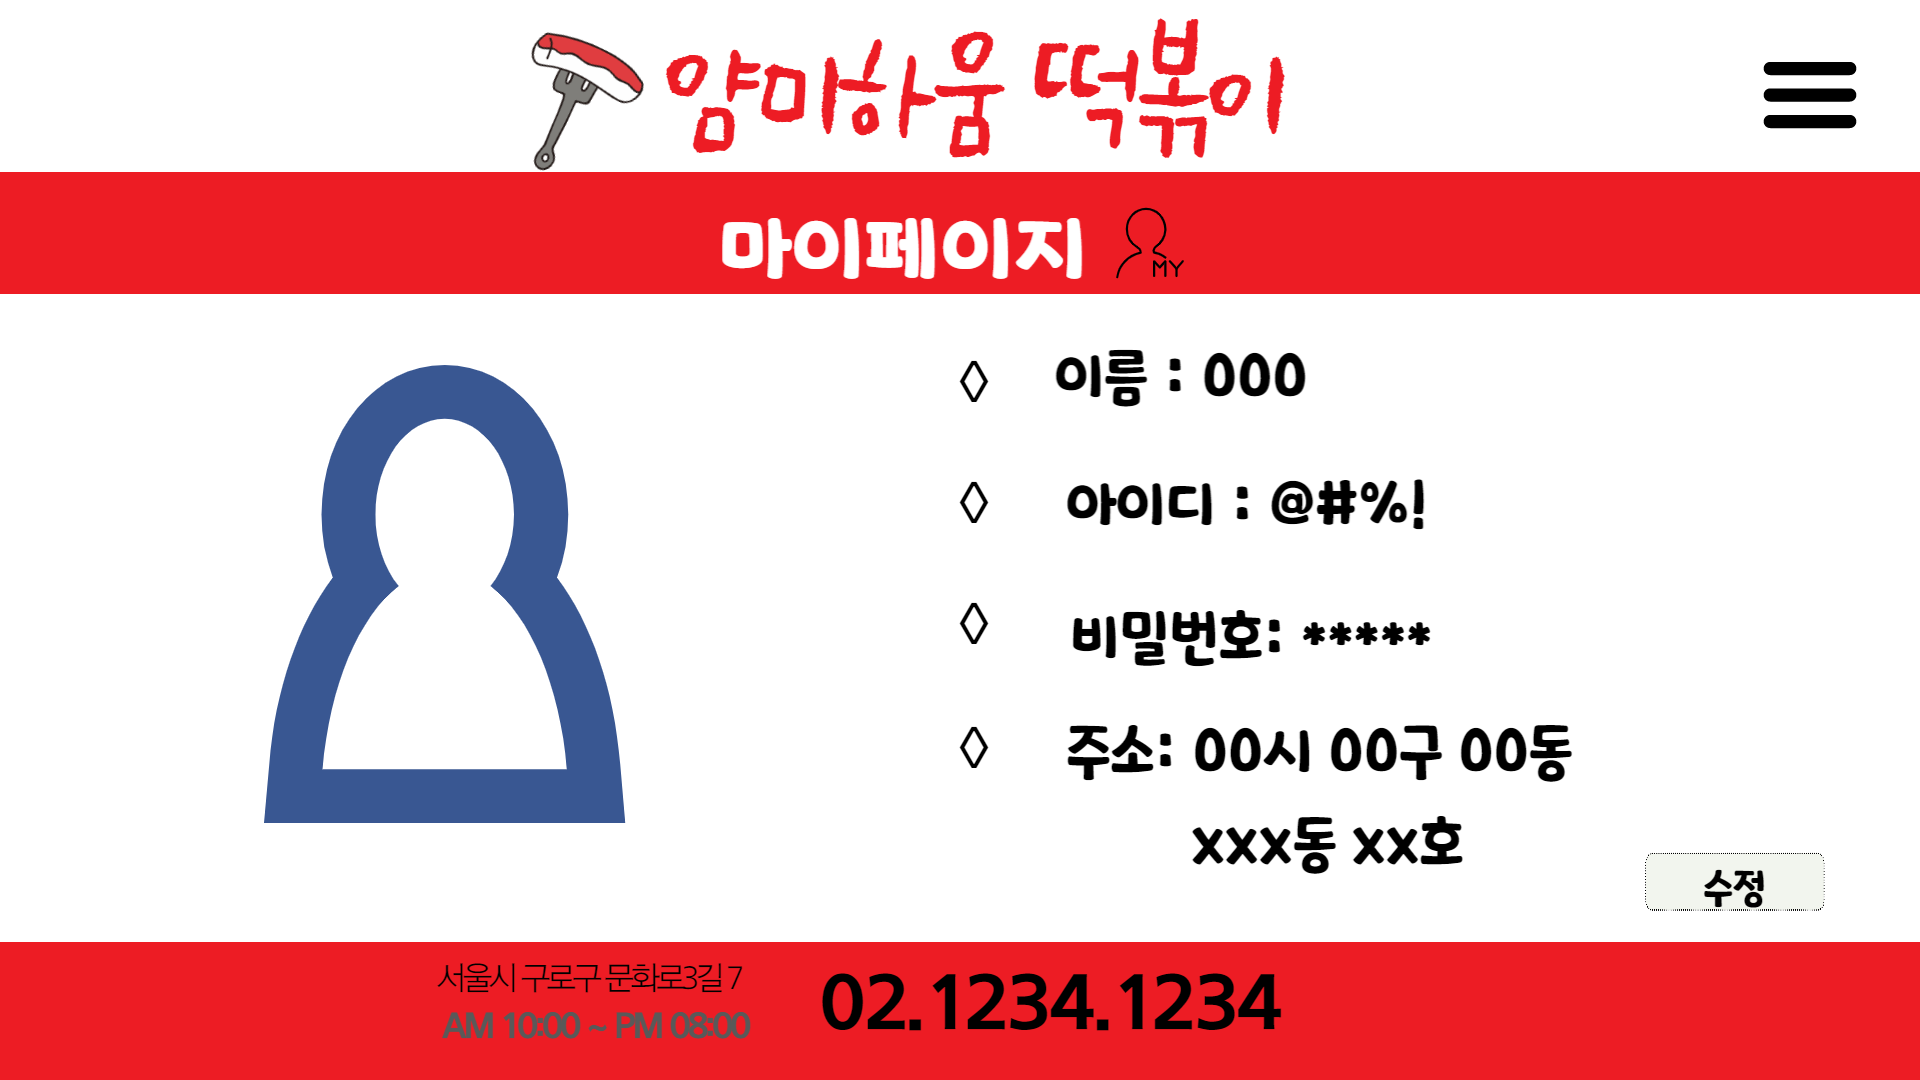 얌미하움 떡볶이
마이페이지
MY
◊ 이름 : 000
◊ 아이디 : @#%!
◊ 비밀번호: *****
◊ 주소: 00시 00구 00동
xxx동 xx호
수정
서울시 구로구 문화로3길 7
AM 10:00 ~ PM 08:00
02.1234.1234